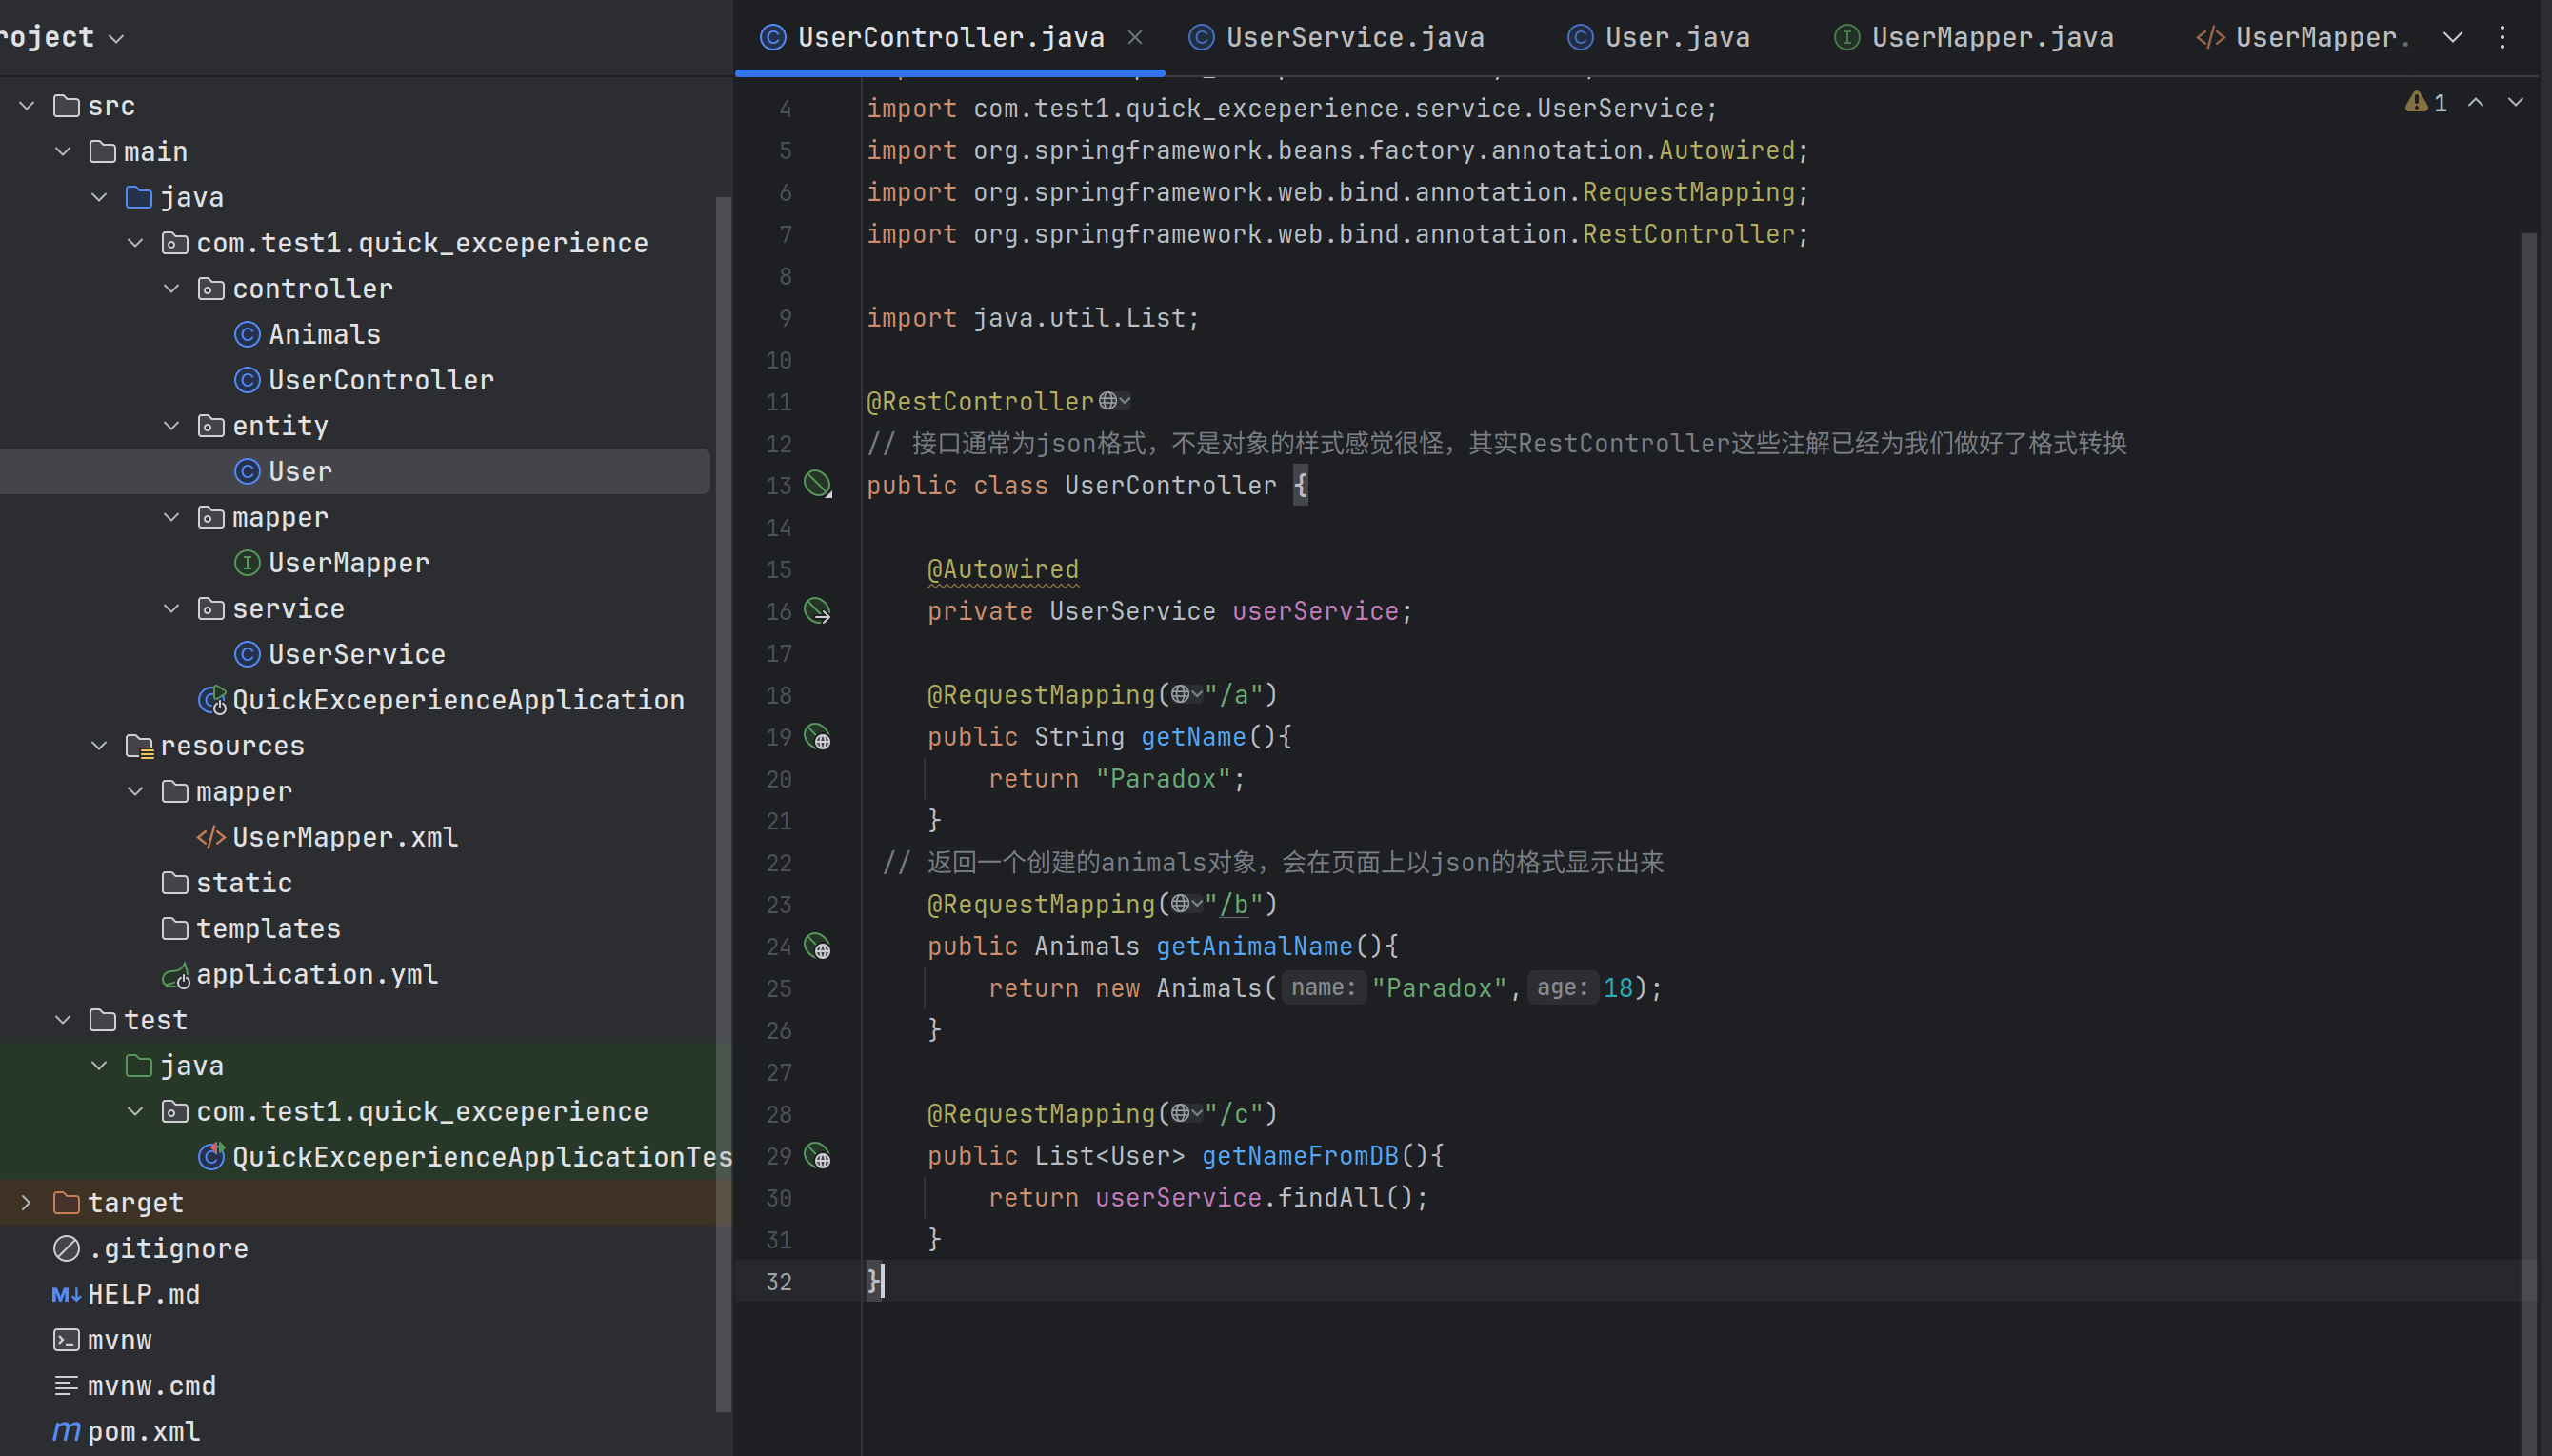 roject
src
main
java
com.test1.quick_exceperience
controller
Animals
UserController
entity
User
mapper
UserMapper
service
UserService
QuickExceperienceApplication
resources
mapper
UserMapper.xml
static
templates
application.yml
test
java
com.test1.quick_exceperience
QuickExceperienceApplicationTes
target
.gitignore
HELP.md
mvnw
mvnw.cmd
pom.xml
UserController.java UserService.java User.java UserMapper.java UserMapper.
1
4 import com.test1.quick_exceperience.service.UserService;
5 import org.springframework.beans.factory.annotation.Autowired;
6 import org.springframework.web.bind.annotation.RequestMapping;
7 import org.springframework.web.bind.annotation.RestController;
8
9 import java.util.List;
10
11 @RestController
12 // 接口通常为json格式，不是对象的样式感觉很怪，其实RestController这些注解已经为我们做好了格式转换
13 public class UserController {
14
15 @Autowired
16 private UserService userService;
17
18 @RequestMapping("/a")
19 public String getName(){
20 return "Paradox";
21 }
22 // 返回一个创建的animals对象，会在页面上以json的格式显示出来
23 @RequestMapping("/b")
24 public Animals getAnimalName(){
25 return new Animals( name: "Paradox", age: 18);
26 }
27
28 @RequestMapping("/c")
29 public List<User> getNameFromDB(){
30 return userService.findAll();
31 }
32 }